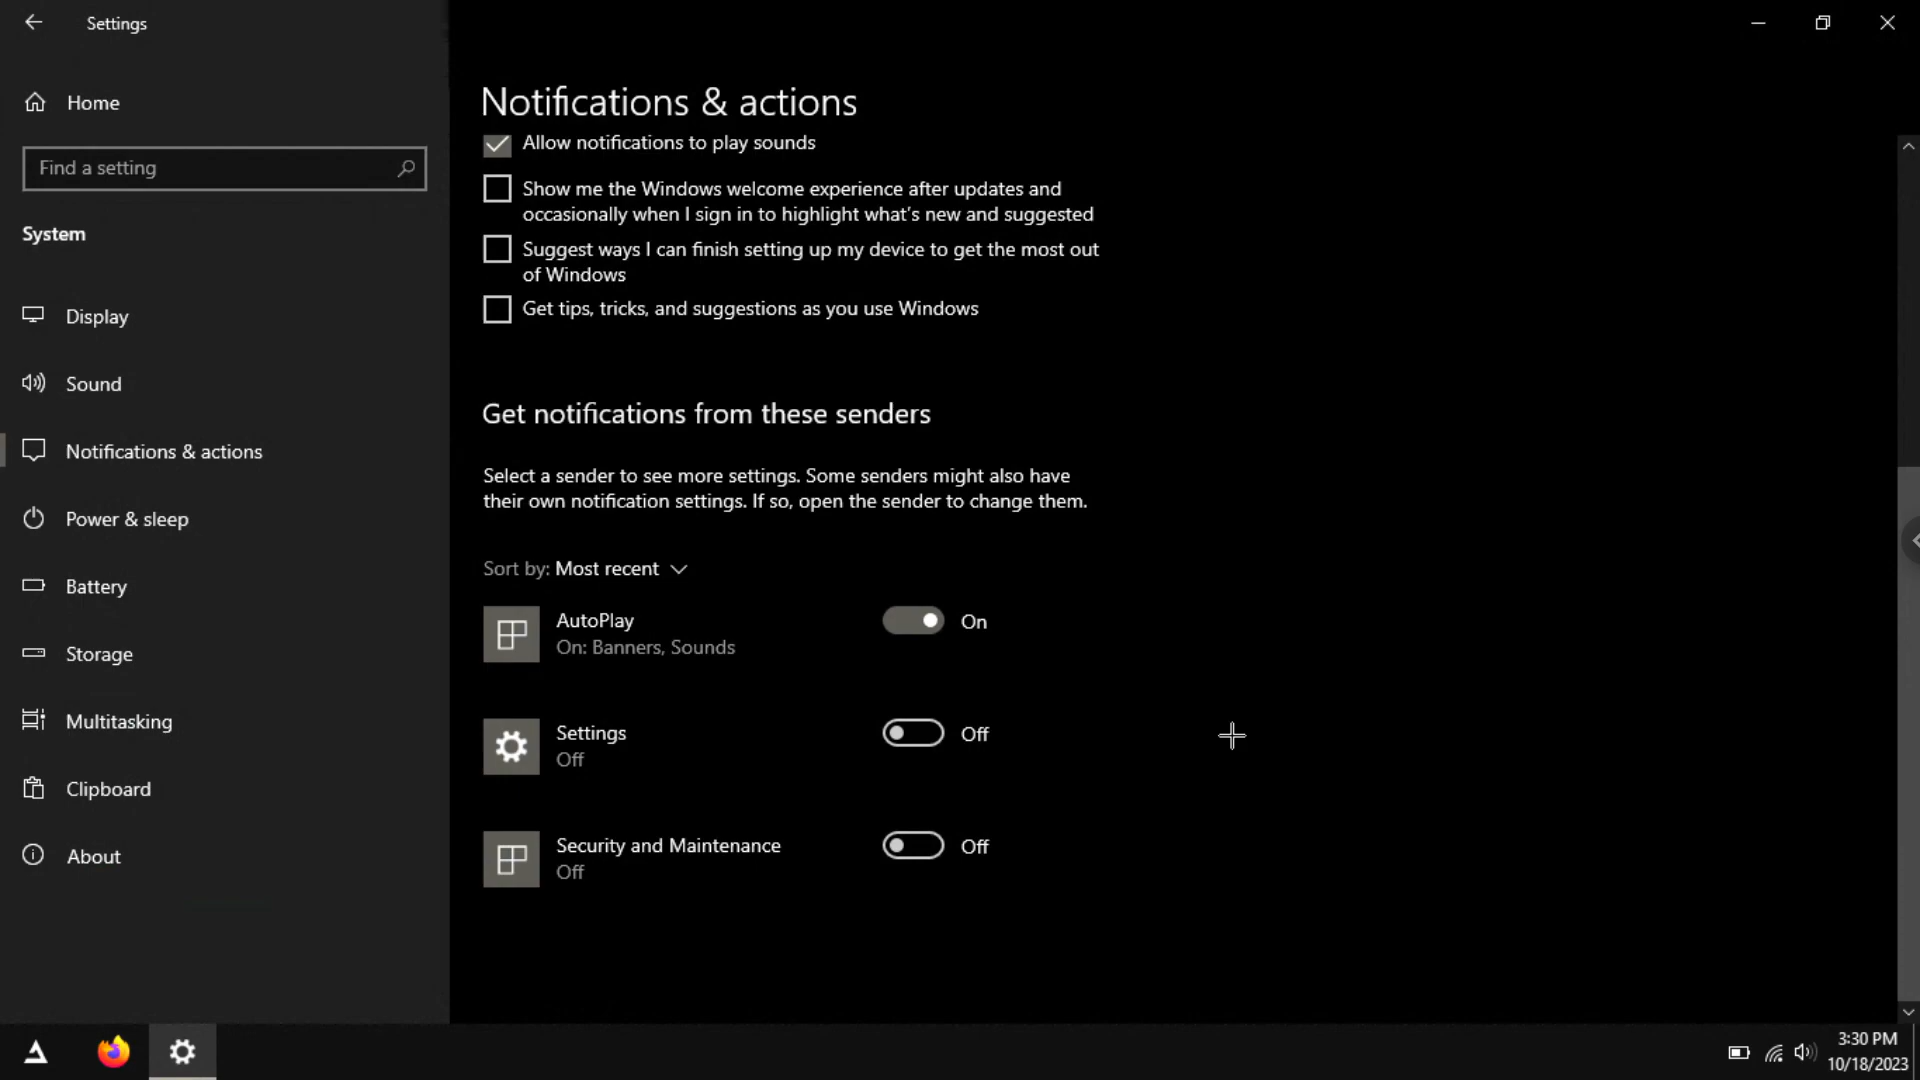 Settings
Home
Find a setting
System
Display
Sound
Notifications & actions
Power & sleep
Battery
Storage
Multitasking
Clipboard
About
Notifications & actions
Allow notifications to play sounds
Show me the Windows welcome experience after updates and
occasionally when I sign in to highlight what's new and suggested
Suggest ways I can finish setting up my device to get the most out
of Windows
Get tips, tricks, and suggestions as you use Windows
Get notifications from these senders
Select a sender to see more settings. Some senders might also have
their own notification settings. If so, open the sender to change them.
Sort by: Most recent
AutoPlay
On: Banners, Sounds
On
Settings
Off
Off
Security and Maintenance
Off
Off
3:30 PM
10/18/2023